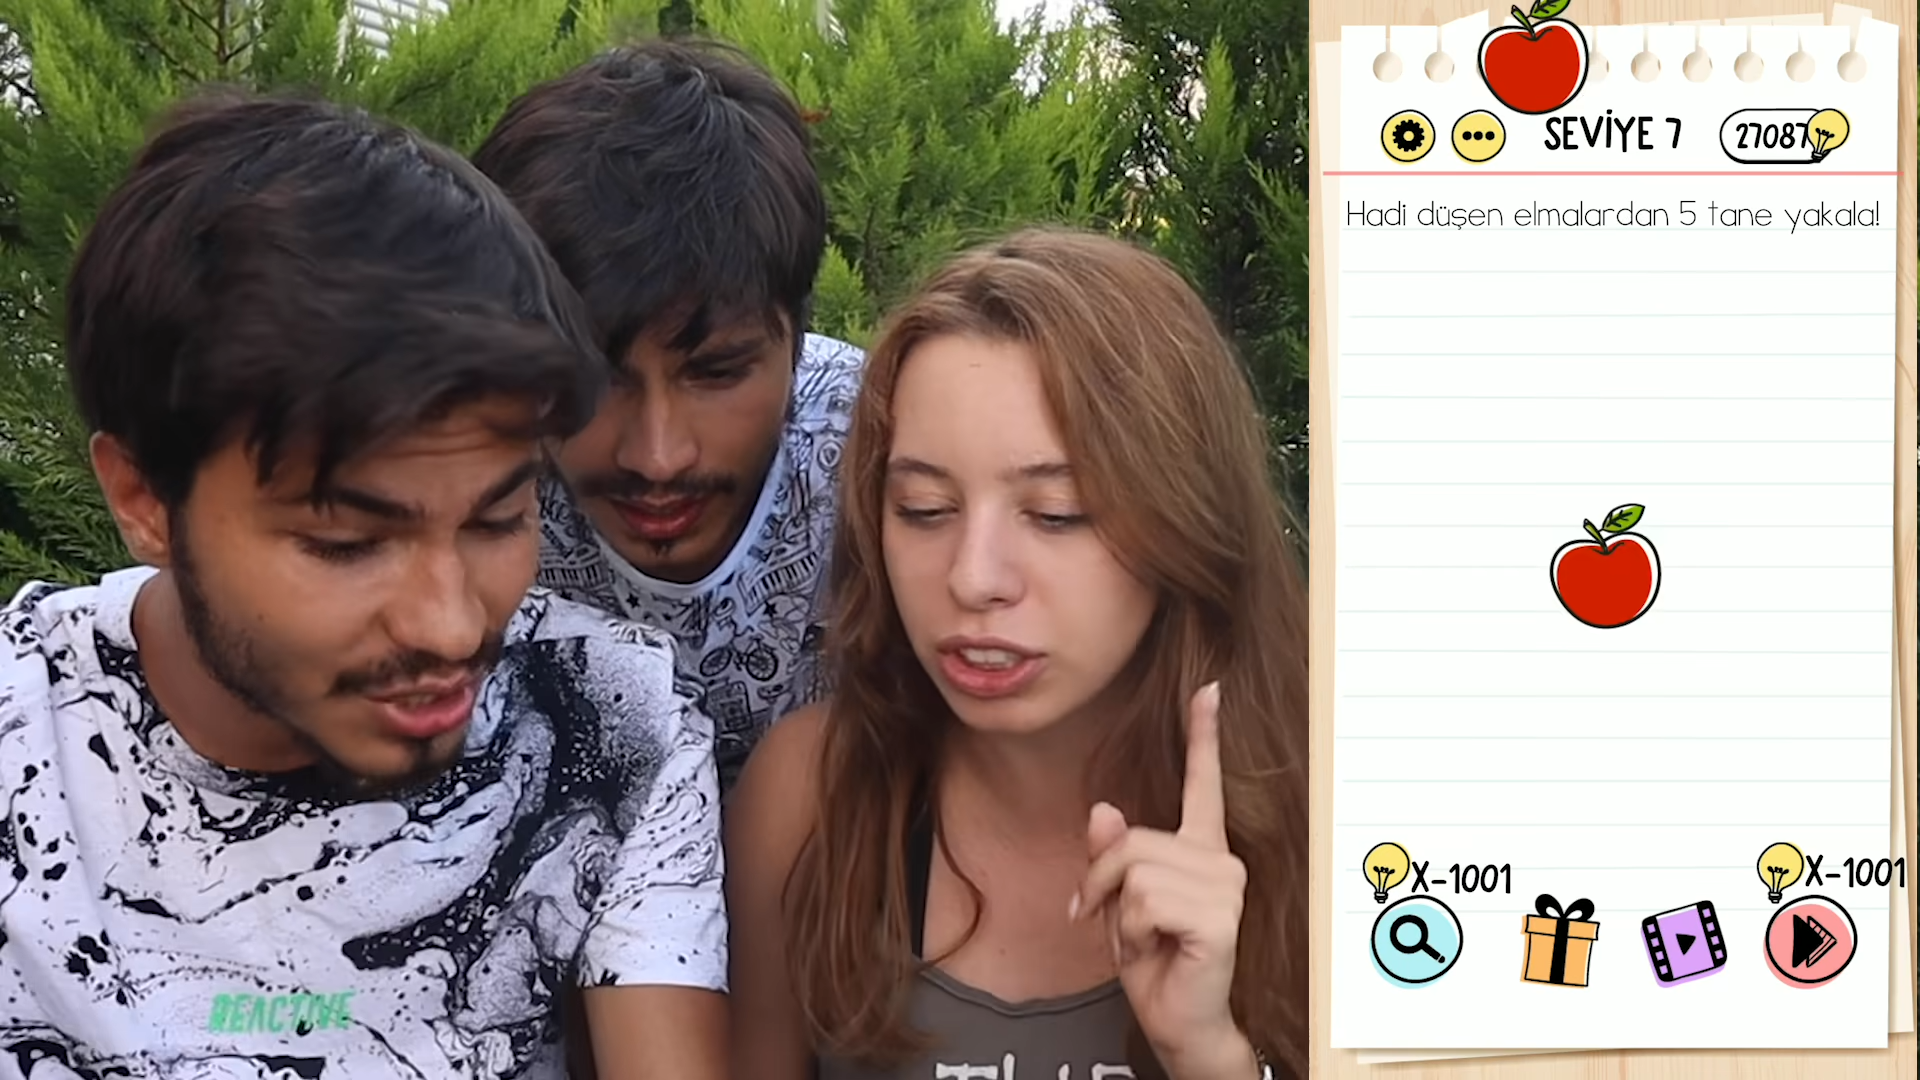 SEVİYE 7
27087
Hadi düşen elmalardan 5 tane yakala!
X-1001
X-1001
REACTIVE